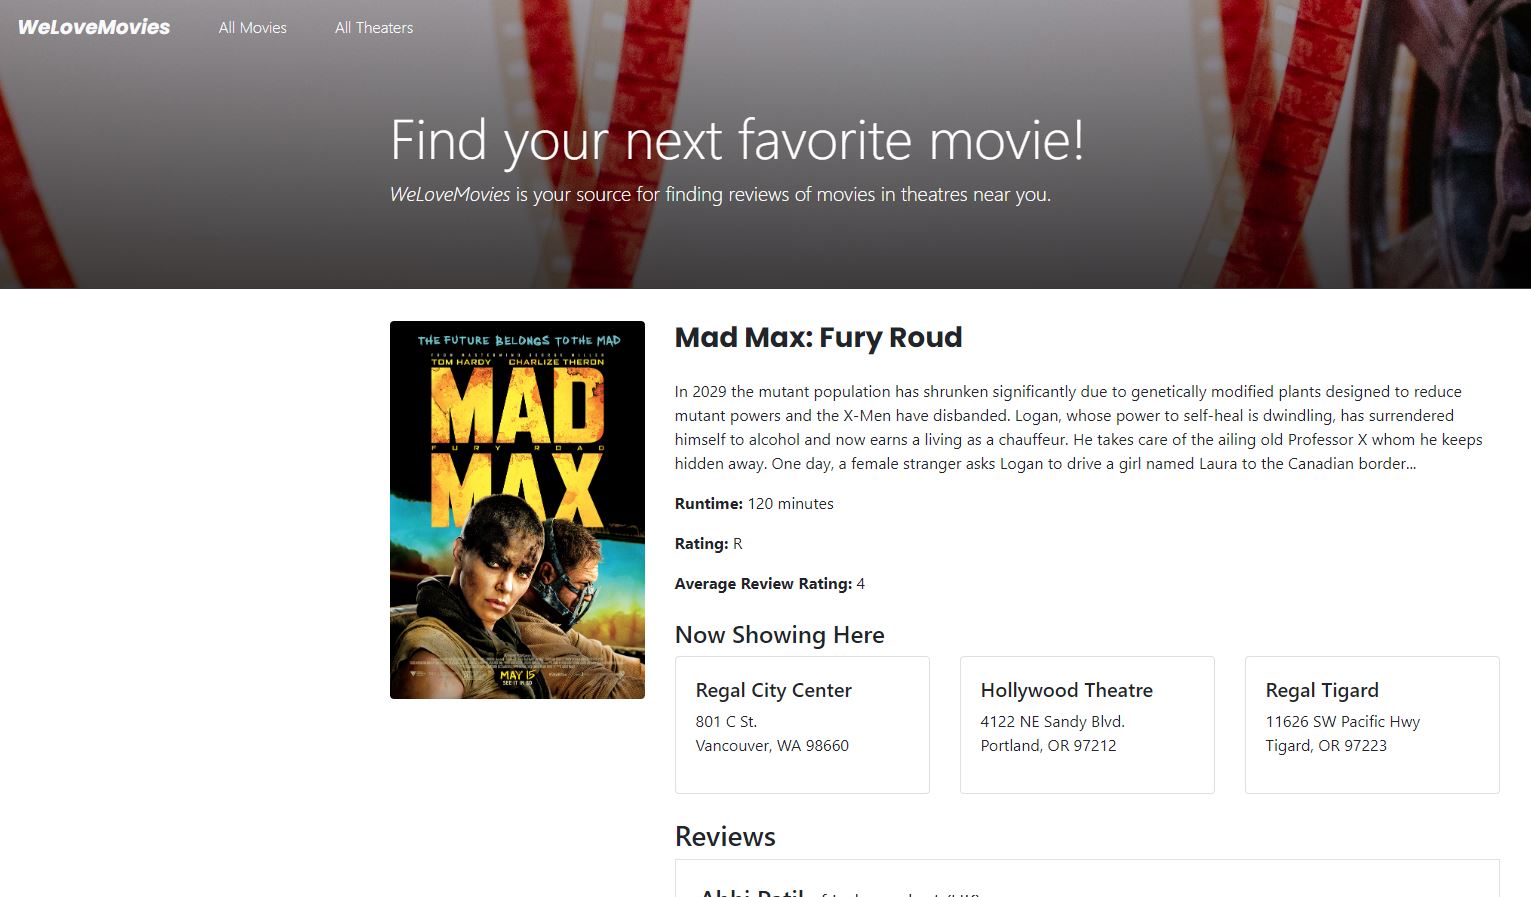 WeLoveMovies All Movies All Theaters
Find your next favorite movie!
WeLoveMovies is your source for finding reviews of movies in theatres near you.
THE FUTURE BELONGS TO THE MAD
FROM MASTERMIND GEORGE MILLER
TOM HARDY CHARLIZE THERON
MAD
FURY ROAD
MAX
MAY 15
SEE IT IN 3D
Mad Max: Fury Roud
In 2029 the mutant population has shrunken significantly due to genetically modified plants designed to reduce
mutant powers and the X-Men have disbanded. Logan, whose power to self-heal is dwindling, has surrendered
himself to alcohol and now earns a living as a chauffeur. He takes care of the ailing old Professor X whom he keeps
hidden away. One day, a female stranger asks Logan to drive a girl named Laura to the Canadian border...
Runtime: 120 minutes
Rating: R
Average Review Rating: 4
Now Showing Here
Regal City Center
801 C St.
Vancouver, WA 98660
Hollywood Theatre
4122 NE Sandy Blvd.
Portland, OR 97212
Regal Tigard
11626 SW Pacific Hwy
Tigard, OR 97223
Reviews
Abhi Patil